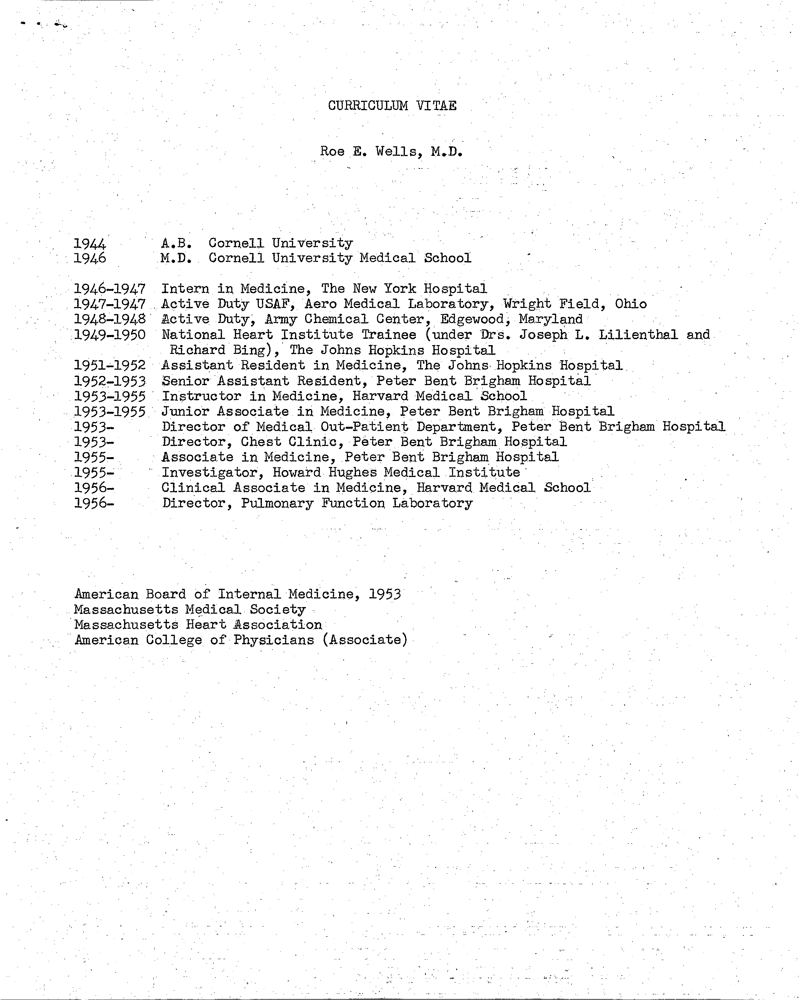 CURRICULUM VITAE
Roe E. Wells, M.D.
1944 A.B. Cornell University
1946 M.D. Cornell University Medical School
1946-1947 Intern in Medicine, The New York Hospital
1947-1947 Active Duty USAF, Aero Medical Laboratory, Wright Field, Ohio
1948-1948 Active Duty, Army Chemical Center, Edgewood, Maryland
1949-1950 National Heart Institute Trainee (under Drs. Joseph L. Lilienthal and
Richard Bing), The Johns Hopkins Hospital
1951-1952 Assistant Resident in Medicine, The Johns Hopkins Hospital
1952-1953 Senior Assistant Resident, Peter Bent Brigham Hospital
1953-1955 Instructor in Medicine, Harvard Medical School
1953-1955 Junior Associate in Medicine, Peter Bent Brigham Hospital
1953- Director of Medical Out-Patient Department, Peter Bent Brigham Hospital
1953- Director, Chest Clinic, Peter Bent Brigham Hospital
1955- Associate in Medicine, Peter Bent Brigham Hospital
1955- Investigator, Howard Hughes Medical Institute
1956- Clinical Associate in Medicine, Harvard Medical School
1956- Director, Pulmonary Function Laboratory
American Board of Internal Medicine, 1953
Massachusetts Medical Society
Massachusetts Heart Association
American College of Physicians (Associate)